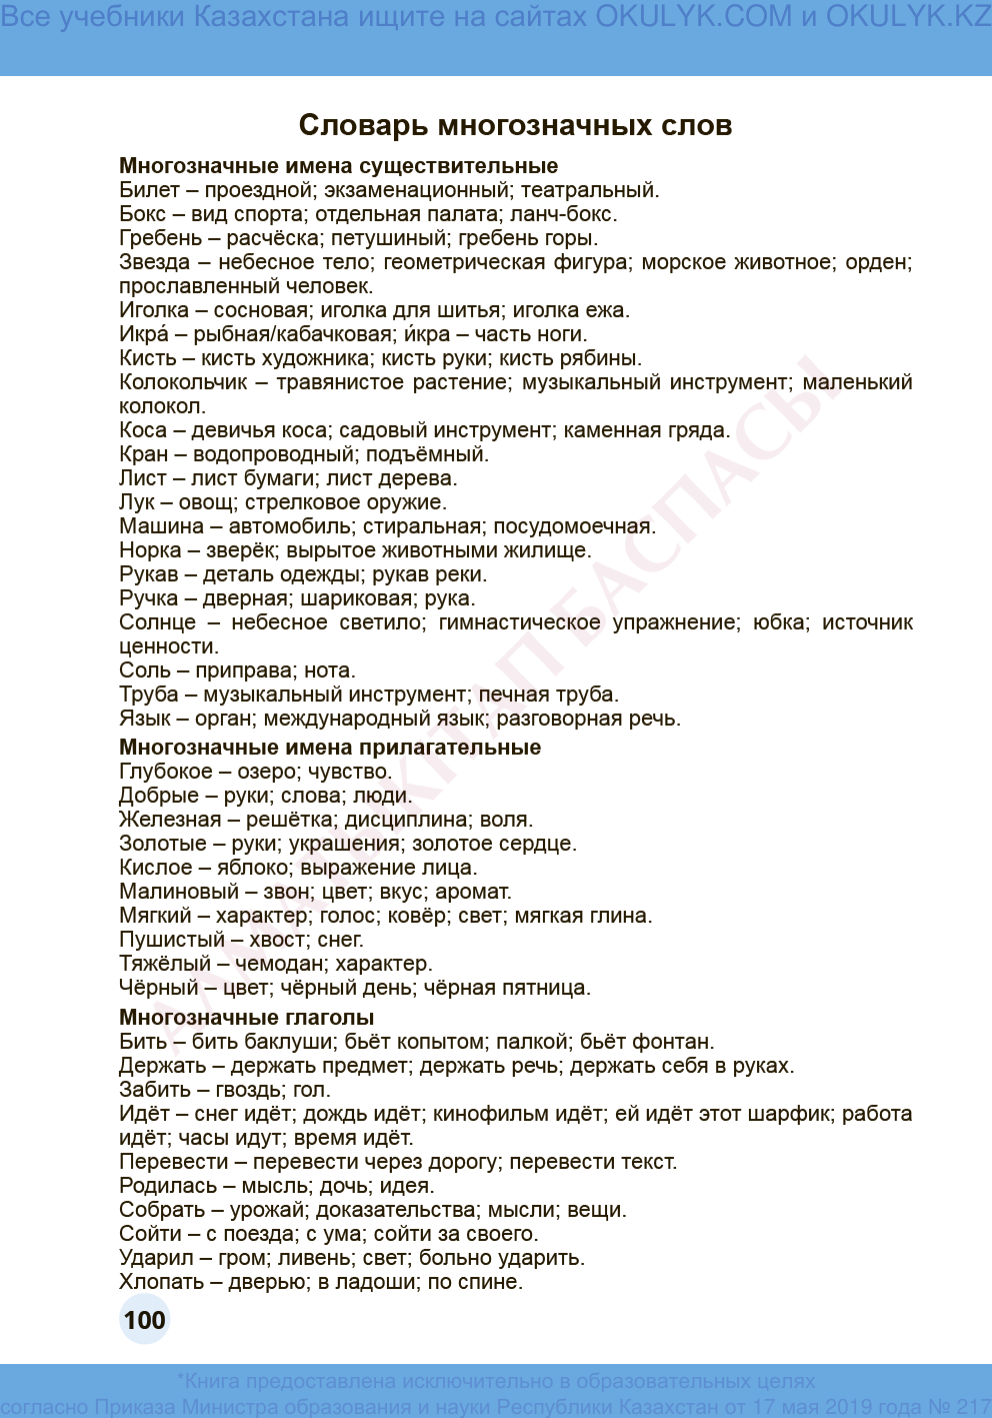 Все учебники Казахстана ищите на сайтах OKULYK.COM и OKULYK.KZ
Словарь многозначных слов
Многозначные имена существительные
Билет – проездной; экзаменационный; театральный.
Бокс – вид спорта; отдельная палата; ланч-бокс.
Гребень – расчёска; петушиный; гребень горы.
Звезда – небесное тело; геометрическая фигура; морское животное; орден;
прославленный человек.
Иголка – сосновая; иголка для шитья; иголка ежа.
Икра́ – рыбная/кабачковая; и́кра – часть ноги.
Кисть – кисть художника; кисть руки; кисть рябины.
Колокольчик – травянистое растение; музыкальный инструмент; маленький
колокол.
Коса – девичья коса; садовый инструмент; каменная гряда.
Кран – водопроводный; подъёмный.
Лист – лист бумаги; лист дерева.
Лук – овощ; стрелковое оружие.
Машина – автомобиль; стиральная; посудомоечная.
Норка – зверёк; вырытое животными жилище.
Рукав – деталь одежды; рукав реки.
Ручка – дверная; шариковая; рука.
Солнце – небесное светило; гимнастическое упражнение; юбка; источник
ценности.
Соль – приправа; нота.
Труба – музыкальный инструмент; печная труба.
Язык – орган; международный язык; разговорная речь.
Многозначные имена прилагательные
Глубокое – озеро; чувство.
Добрые – руки; слова; люди.
Железная – решётка; дисциплина; воля.
Золотые – руки; украшения; золотое сердце.
Кислое – яблоко; выражение лица.
Малиновый – звон; цвет; вкус; аромат.
Мягкий – характер; голос; ковёр; свет; мягкая глина.
Пушистый – хвост; снег.
Тяжёлый – чемодан; характер.
Чёрный – цвет; чёрный день; чёрная пятница.
Многозначные глаголы
Бить – бить баклуши; бьёт копытом; палкой; бьёт фонтан.
Держать – держать предмет; держать речь; держать себя в руках.
Забить – гвоздь; гол.
Идёт – снег идёт; дождь идёт; кинофильм идёт; ей идёт этот шарфик; работа
идёт; часы идут; время идёт.
Перевести – перевести через дорогу; перевести текст.
Родилась – мысль; дочь; идея.
Собрать – урожай; доказательства; мысли; вещи.
Сойти – с поезда; с ума; сойти за своего.
Ударил – гром; ливень; свет; больно ударить.
Хлопать – дверью; в ладоши; по спине.
АЛМАТЫКІТАП БАСПАСЫ
100
*Книга предоставлена исключительно в образовательных целях
согласно Приказа Министра образования и науки Республики Казахстан от 17 мая 2019 года № 217